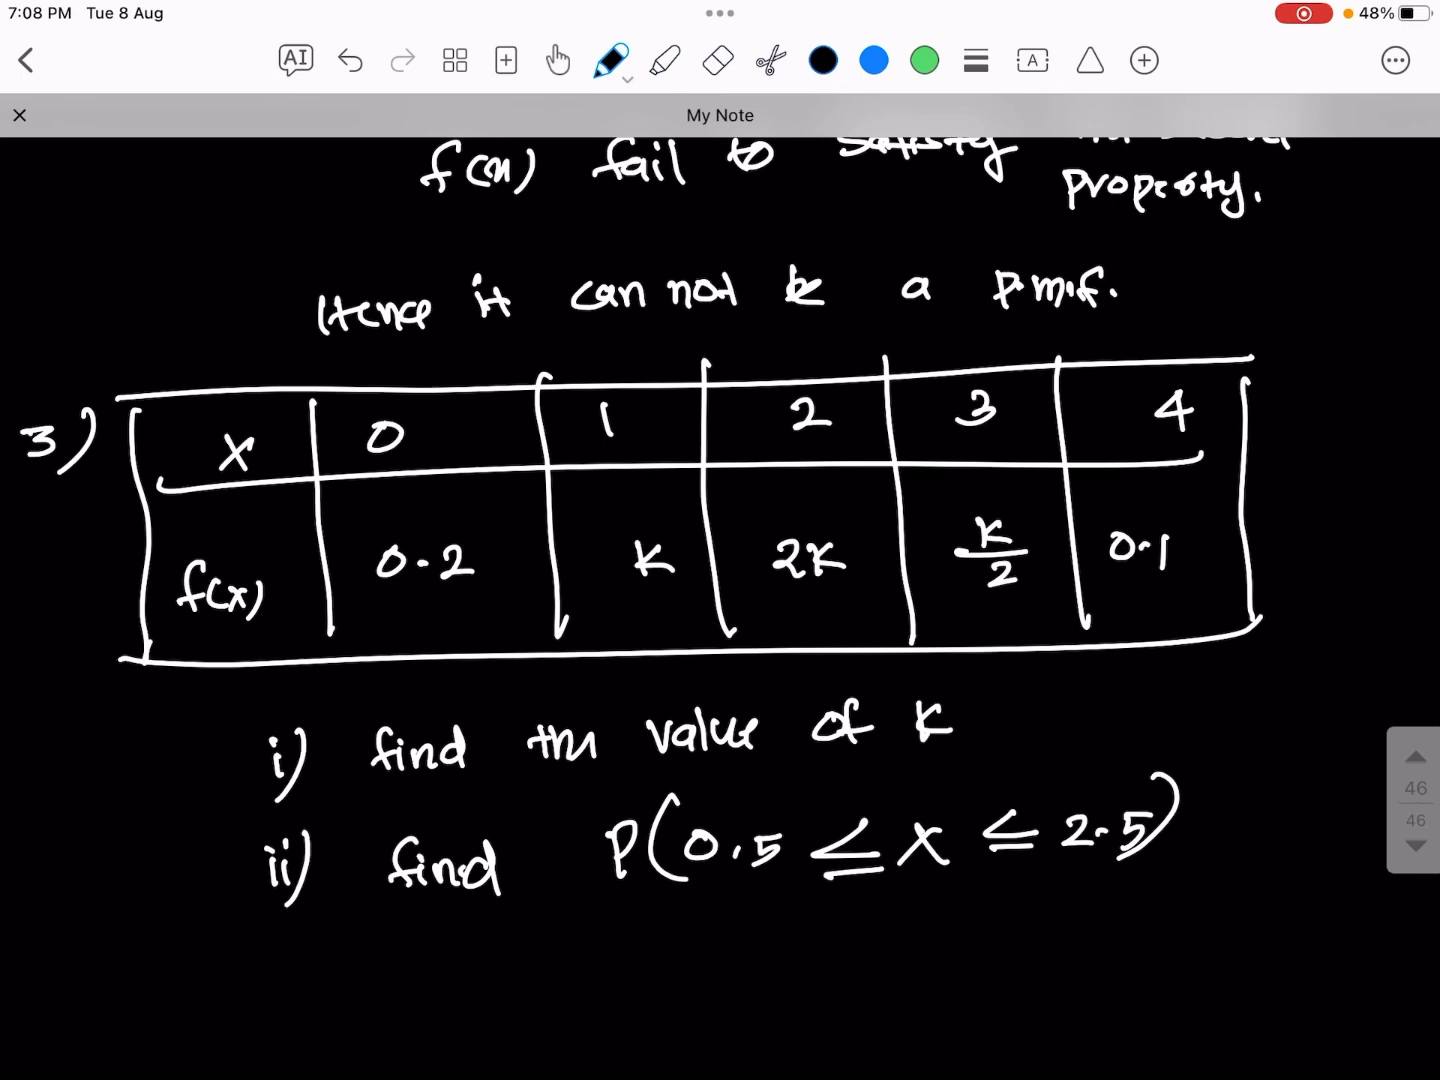 7:08 PM Tue 8 Aug
48%
AI
A
My Note
f(x) fail to satisfy
property.
Hence it can not be a p.m.f.
3)
X 0 1 2 3 4
f(x) 0.2 K 2K K/2 0.1
i) find the value of K
ii) find P(0.5 ≤ X ≤ 2.5)
46
46